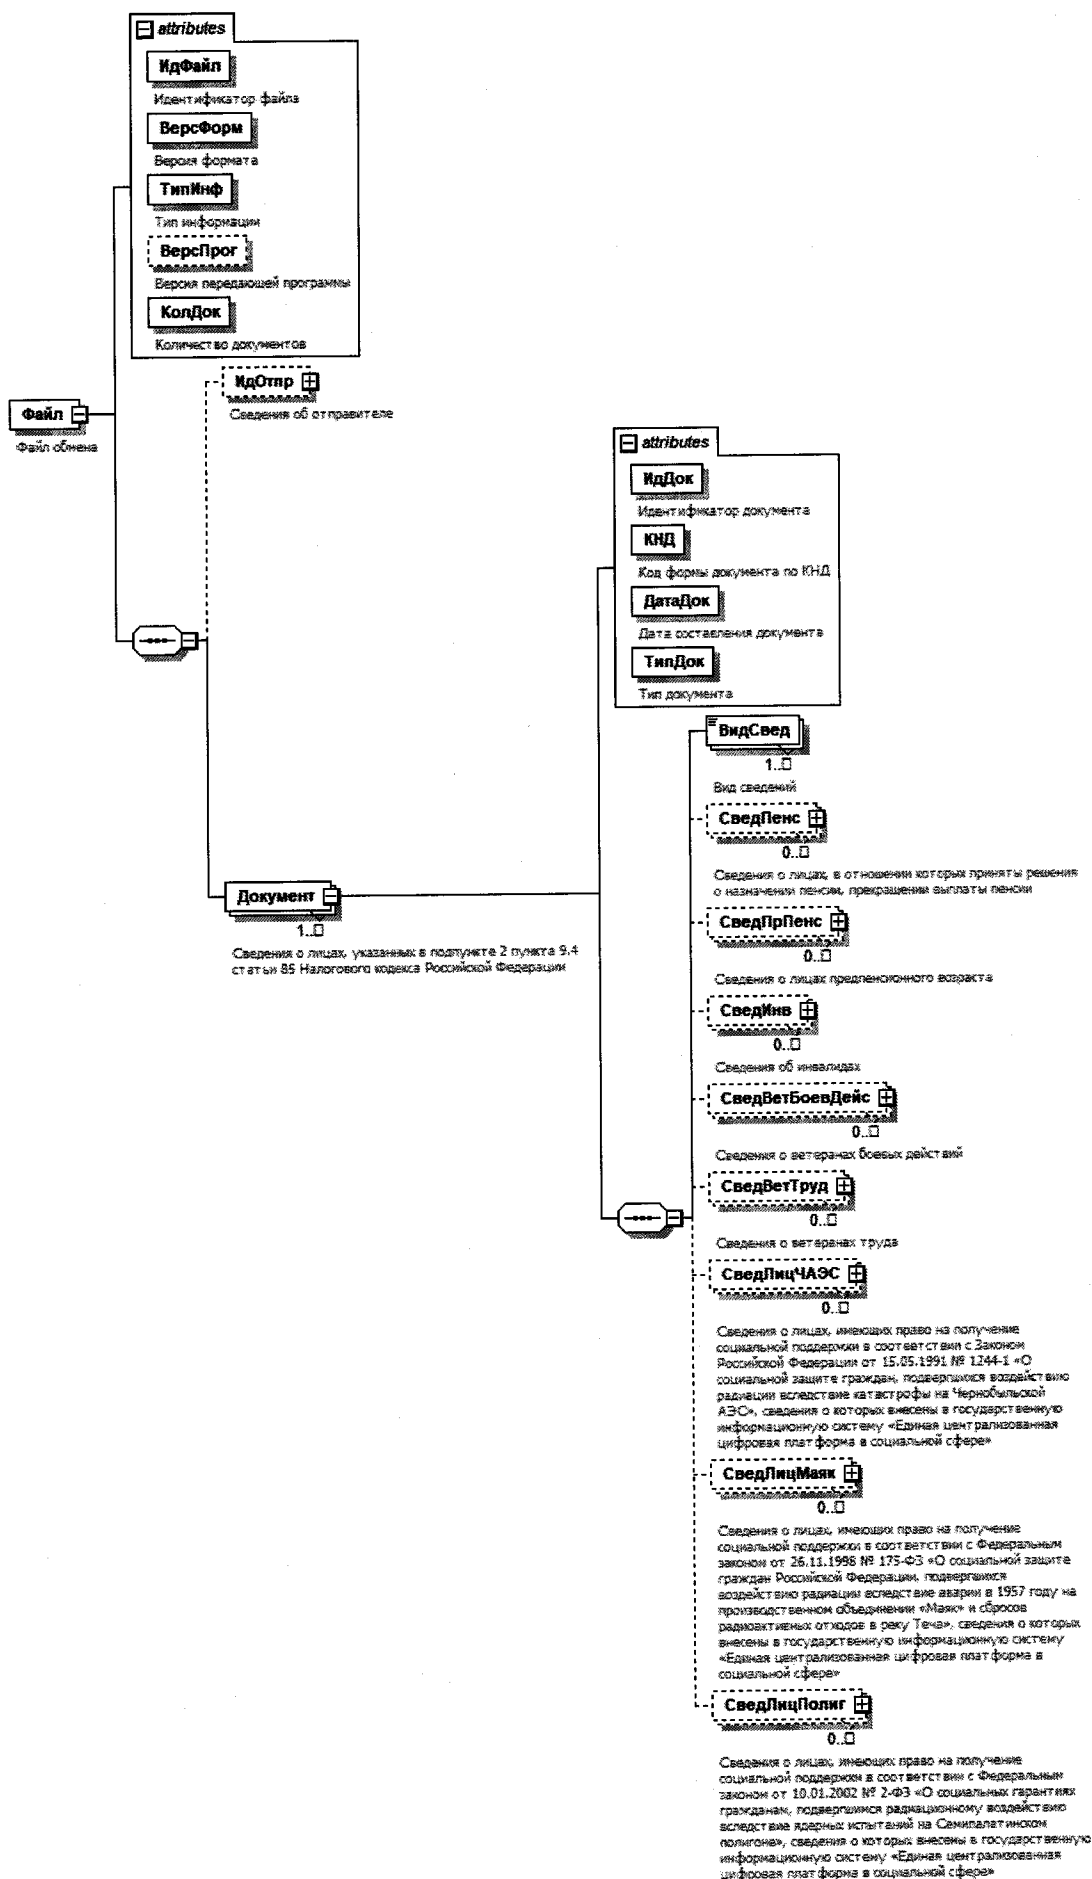 attributes
ИдФайл
Идентификатор файла
ВерсФорм
Версия формата
ТипИнф
Тип информации
ВерсПрог
Версия передающей программы
КолДок
Количество документов
ИдОтпр
Сведения об отправителе
Файл
Файл обмена
attributes
ИдДок
Идентификатор документа
КНД
Код формы документа по КНД
ДатаДок
Дата составления документа
ТипДок
Тип документа
ВидСвед
1..
Вид сведений
СведПенс
0..
Сведения о лицах, в отношении которых приняты решения
о назначении пенсии, прекращении выплаты пенсии
Документ
1..
Сведения о лицах, указанных в подпункте 2 пункта 9.4
статьи 85 Налогового кодекса Российской Федерации
СведПрПенс
0..
Сведения о лицах предпенсионного возраста
СведИнв
0..
Сведения об инвалидах
СведВетБоевДейс
0..
Сведения о ветеранах боевых действий
СведВетТруд
0..
Сведения о ветеранах труда
СведЛицЧАЭС
0..
Сведения о лицах, имеющих право на получение
социальной поддержки в соответствии с Законом
Российской Федерации от 15.05.1991 № 1244-1 «О
социальной защите граждан, подвергшихся воздействию
радиации вследствие катастрофы на Чернобыльской
АЭС», сведения о которых внесены в государственную
информационную систему «Единая централизованная
цифровая платформа в социальной сфере»
СведЛицМаяк
0..
Сведения о лицах, имеющих право на получение
социальной поддержки в соответствии с Федеральным
законом от 26.11.1998 № 175-ФЗ «О социальной защите
граждан Российской Федерации, подвергшихся
воздействию радиации вследствие аварии в 1957 году на
производственном объединении «Маяк» и сбросов
радиоактивных отходов в реку Теча», сведения о которых
внесены в государственную информационную систему
«Единая централизованная цифровая платформа в
социальной сфере»
СведЛицПолиг
0..
Сведения о лицах, имеющих право на получение
социальной поддержки в соответствии с Федеральным
законом от 10.01.2002 № 2-ФЗ «О социальных гарантиях
гражданам, подвергшимся радиационному воздействию
вследствие ядерных испытаний на Семипалатинском
полигоне», сведения о которых внесены в государственную
информационную систему «Единая централизованная
цифровая платформа в социальной сфере»